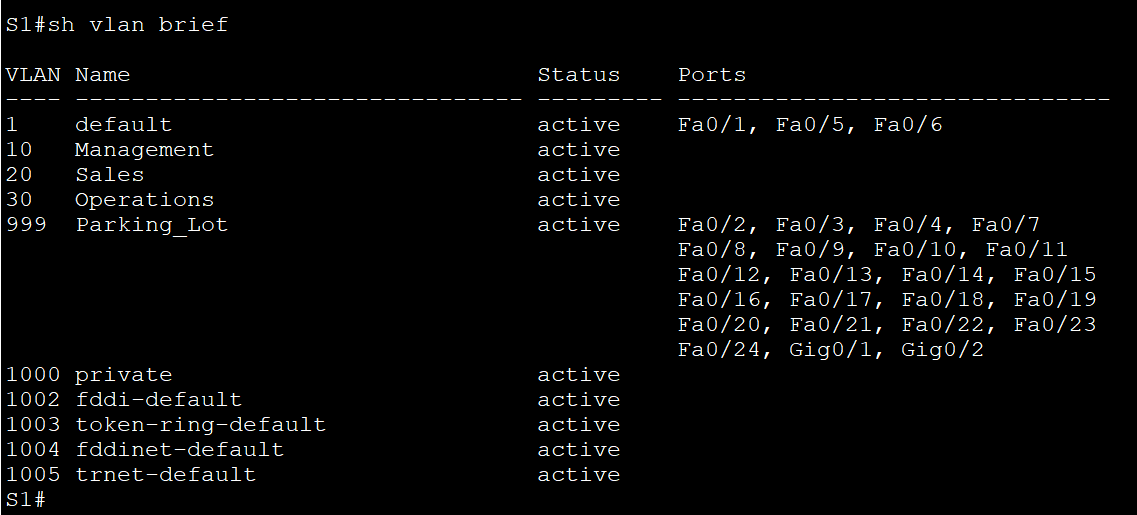 S1#sh vlan brief
VLAN Name                             Status    Ports
---- -------------------------------- --------- -------------------------------
1    default                          active    Fa0/1, Fa0/5, Fa0/6
10   Management                       active
20   Sales                            active
30   Operations                       active
999  Parking_Lot                      active    Fa0/2, Fa0/3, Fa0/4, Fa0/7
                                                Fa0/8, Fa0/9, Fa0/10, Fa0/11
                                                Fa0/12, Fa0/13, Fa0/14, Fa0/15
                                                Fa0/16, Fa0/17, Fa0/18, Fa0/19
                                                Fa0/20, Fa0/21, Fa0/22, Fa0/23
                                                Fa0/24, Gig0/1, Gig0/2
1000 private                          active
1002 fddi-default                     active
1003 token-ring-default               active
1004 fddinet-default                  active
1005 trnet-default                    active
S1#